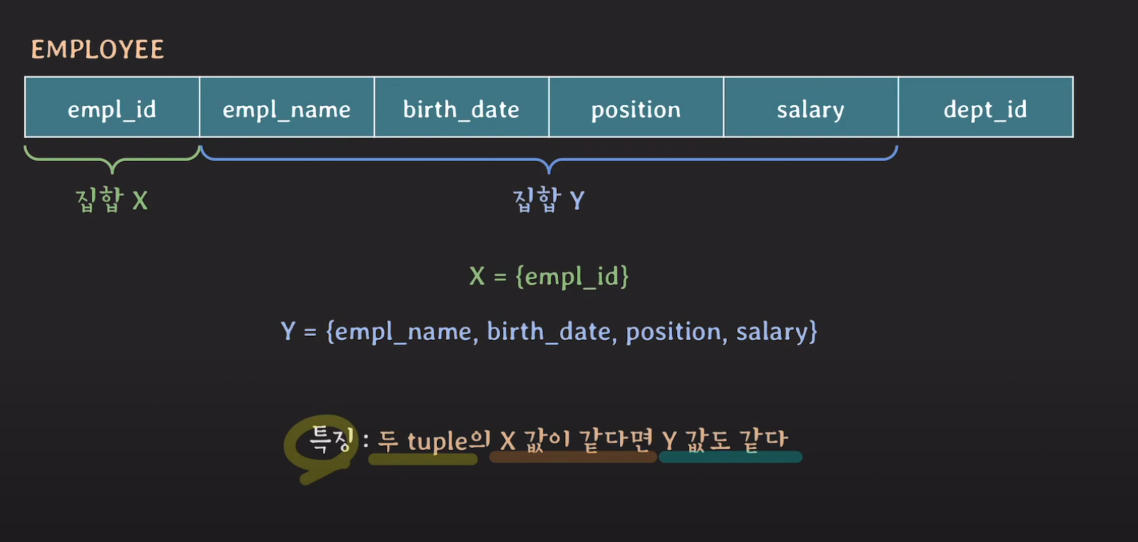 EMPLOYEE
empl_id empl_name birth_date position salary dept_id
집합 X 집합 Y
X = {empl_id}
Y = {empl_name, birth_date, position, salary}
특징 : 두 tuple의 X 값이 같다면 Y 값도 같다